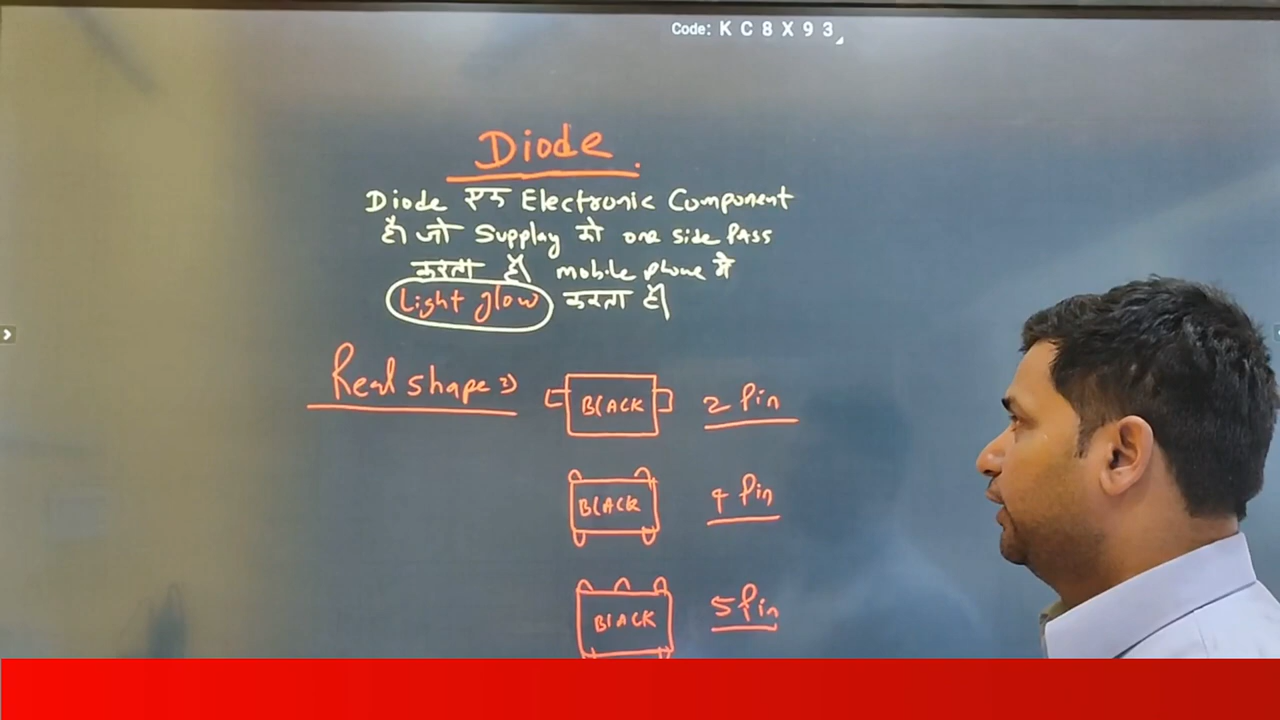 Code: K C 8 X 9 3
Diode
Diode एक Electronic Component
है। जो Supplay को one side PASS
करता है। mobile phone मे
Light glow करता है।
Real shape :)
BLACK 2 Pin
BLACK 4 Pin
BLACK 5 Pin